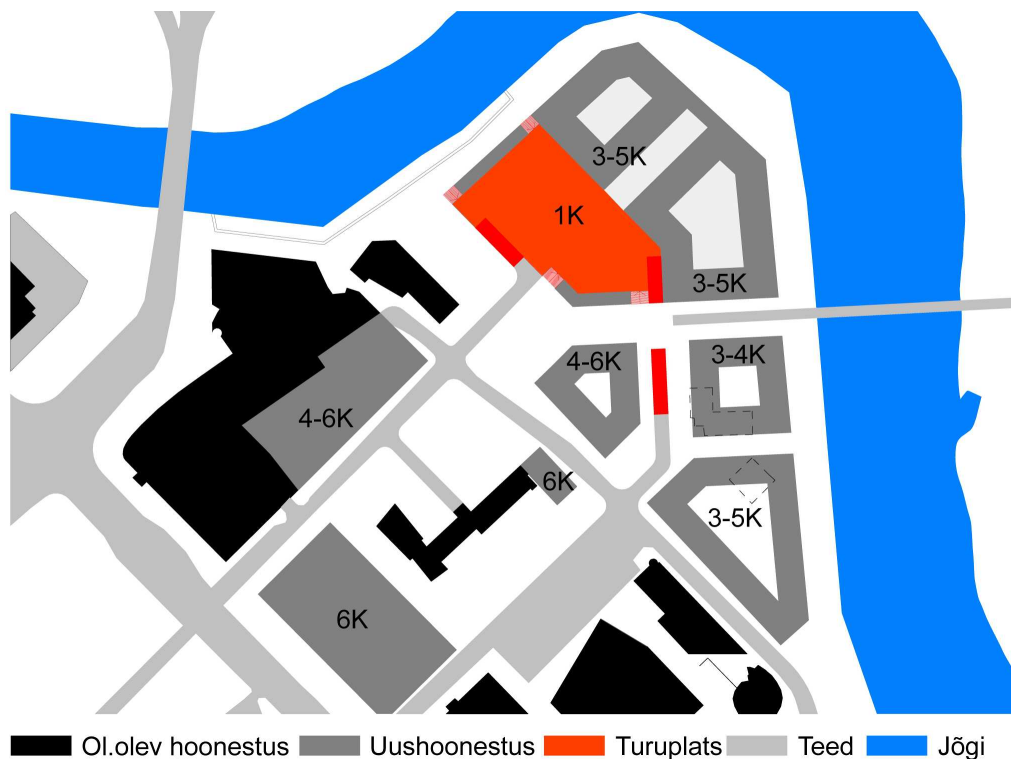 3-5K
1K
3-5K
4-6K
3-4K
4-6K
6K
3-5K
6K
Ol.olev hoonestus Uushoonestus Turuplats Teed Jõgi